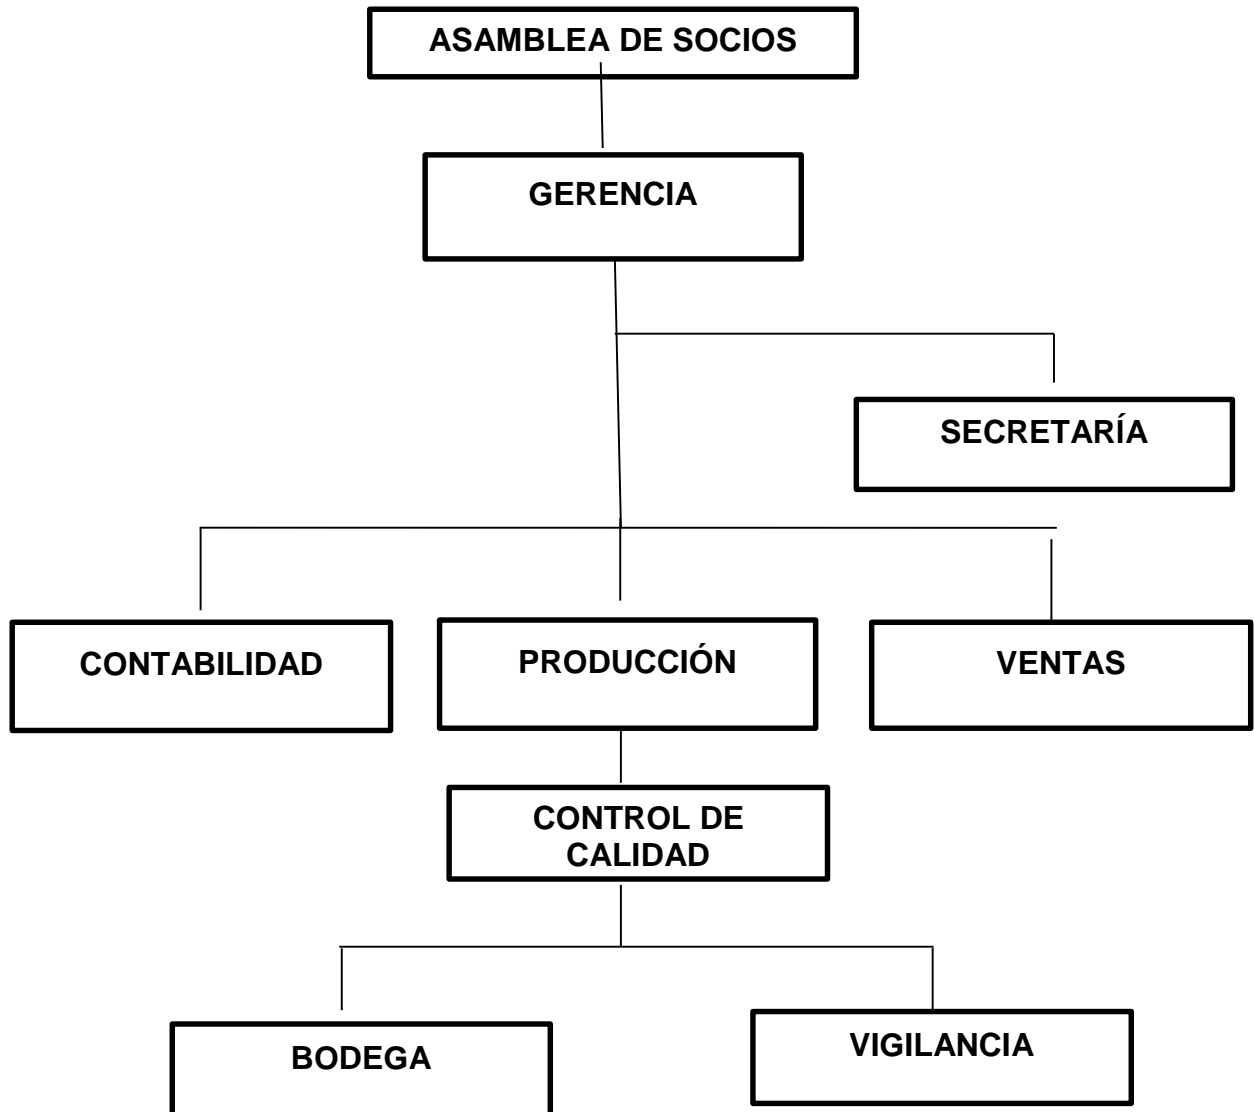 ASAMBLEA DE SOCIOS
GERENCIA
SECRETARÍA
CONTABILIDAD
PRODUCCIÓN
VENTAS
CONTROL DE
CALIDAD
BODEGA
VIGILANCIA